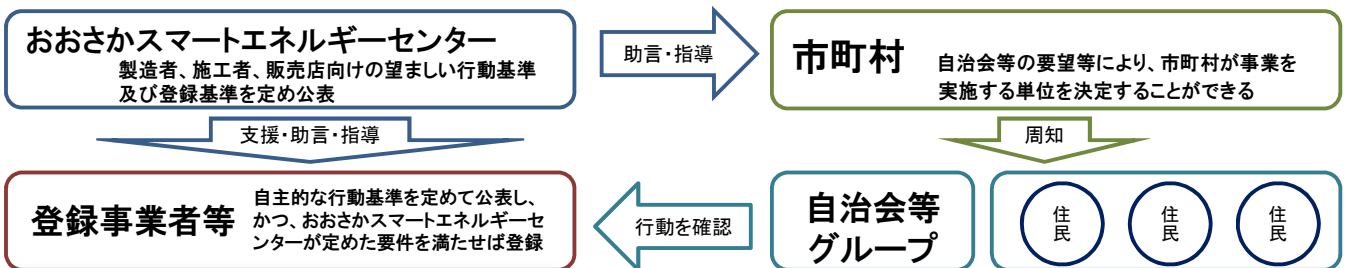 おおさかスマートエネルギーセンター
製造者、施工者、販売店向けの望ましい行動基準
及び登録基準を定め公表
助言・指導
市町村
自治会等の要望等により、市町村が事業を
実施する単位を決定することができる
支援・助言・指導
周知
登録事業者等
自主的な行動基準を定めて公表し、
かつ、おおさかスマートエネルギーセ
ンターが定めた要件を満たせば登録
行動を確認
自治会等
グループ
住民
住民
住民